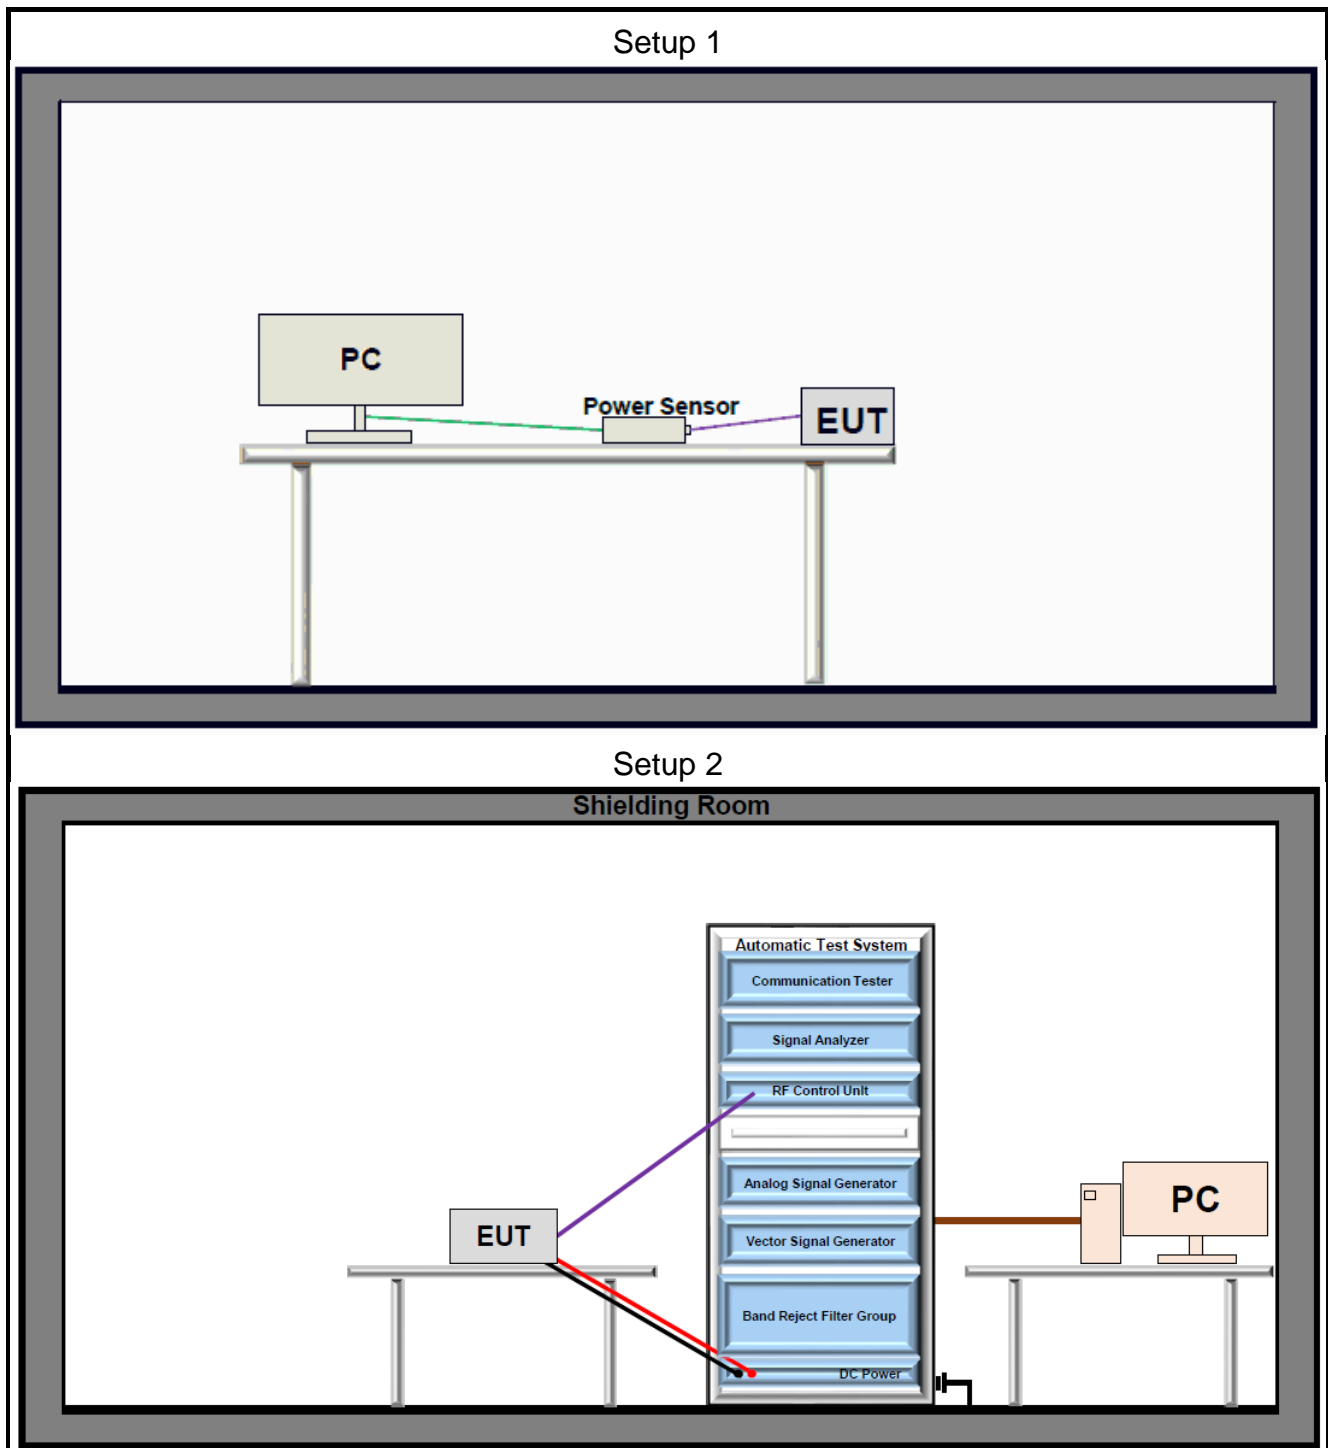 Setup 1
PC
Power Sensor
EUT
Setup 2
Shielding Room
Automatic Test System
Communication Tester
Signal Analyzer
RF Control Unit
Analog Signal Generator
Vector Signal Generator
Band Reject Filter Group
DC Power
EUT
PC